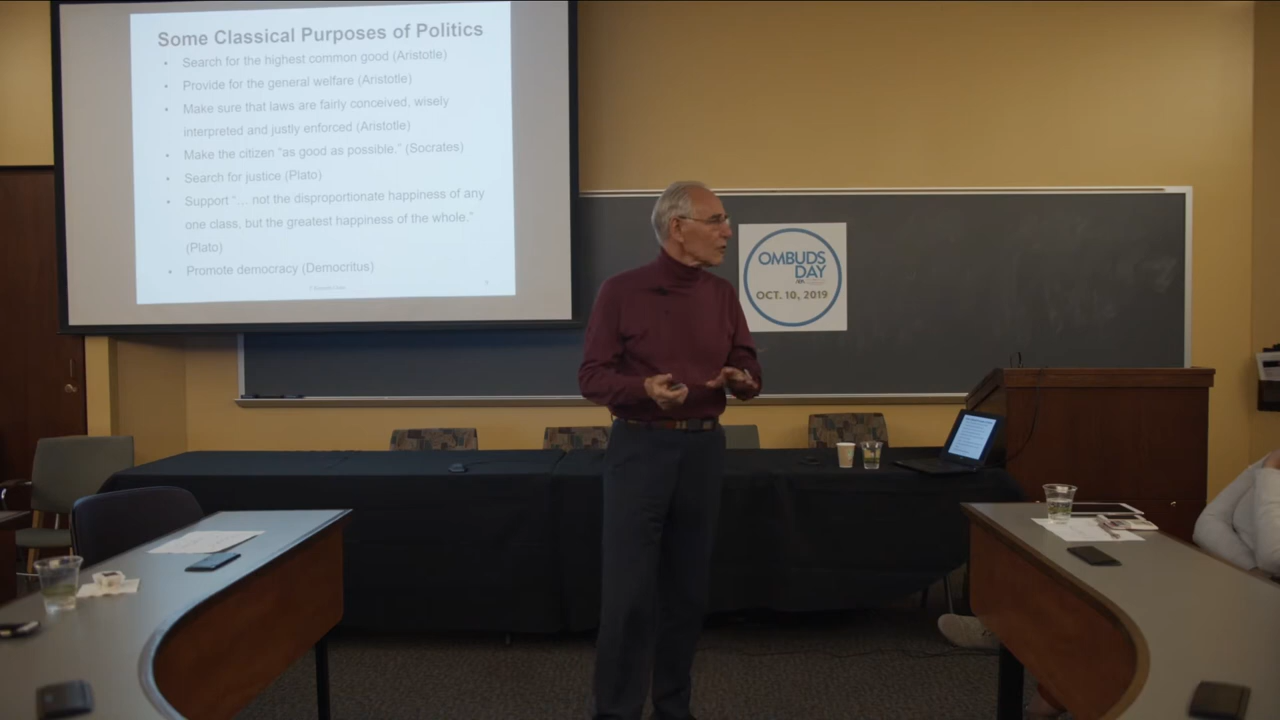 Some Classical Purposes of Politics
• Search for the highest common good (Aristotle)
• Provide for the general welfare (Aristotle)
• Make sure that laws are fairly conceived, wisely
interpreted and justly enforced (Aristotle)
• Make the citizen "as good as possible." (Socrates)
• Search for justice (Plato)
• Support "… not the disproportionate happiness of any
one class, but the greatest happiness of the whole."
(Plato)
• Promote democracy (Democritus)
OMBUDS
DAY
OCT. 10, 2019